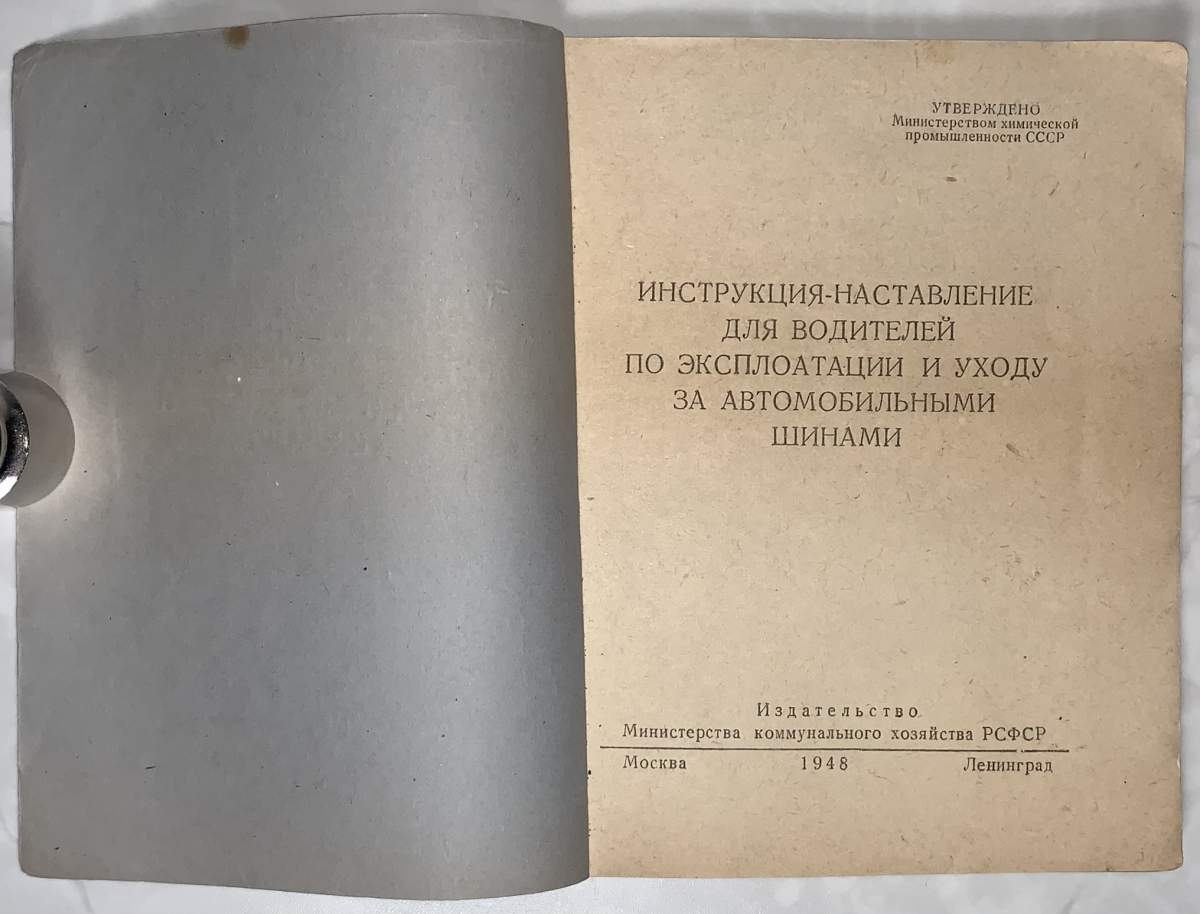 УТВЕРЖДЕНО
Министерством химической
промышленности СССР
ИНСТРУКЦИЯ-НАСТАВЛЕНИЕ
ДЛЯ ВОДИТЕЛЕЙ
ПО ЭКСПЛОАТАЦИИ И УХОДУ
ЗА АВТОМОБИЛЬНЫМИ
ШИНАМИ
Издательство
Министерства коммунального хозяйства РСФСР
Москва 1948 Ленинград